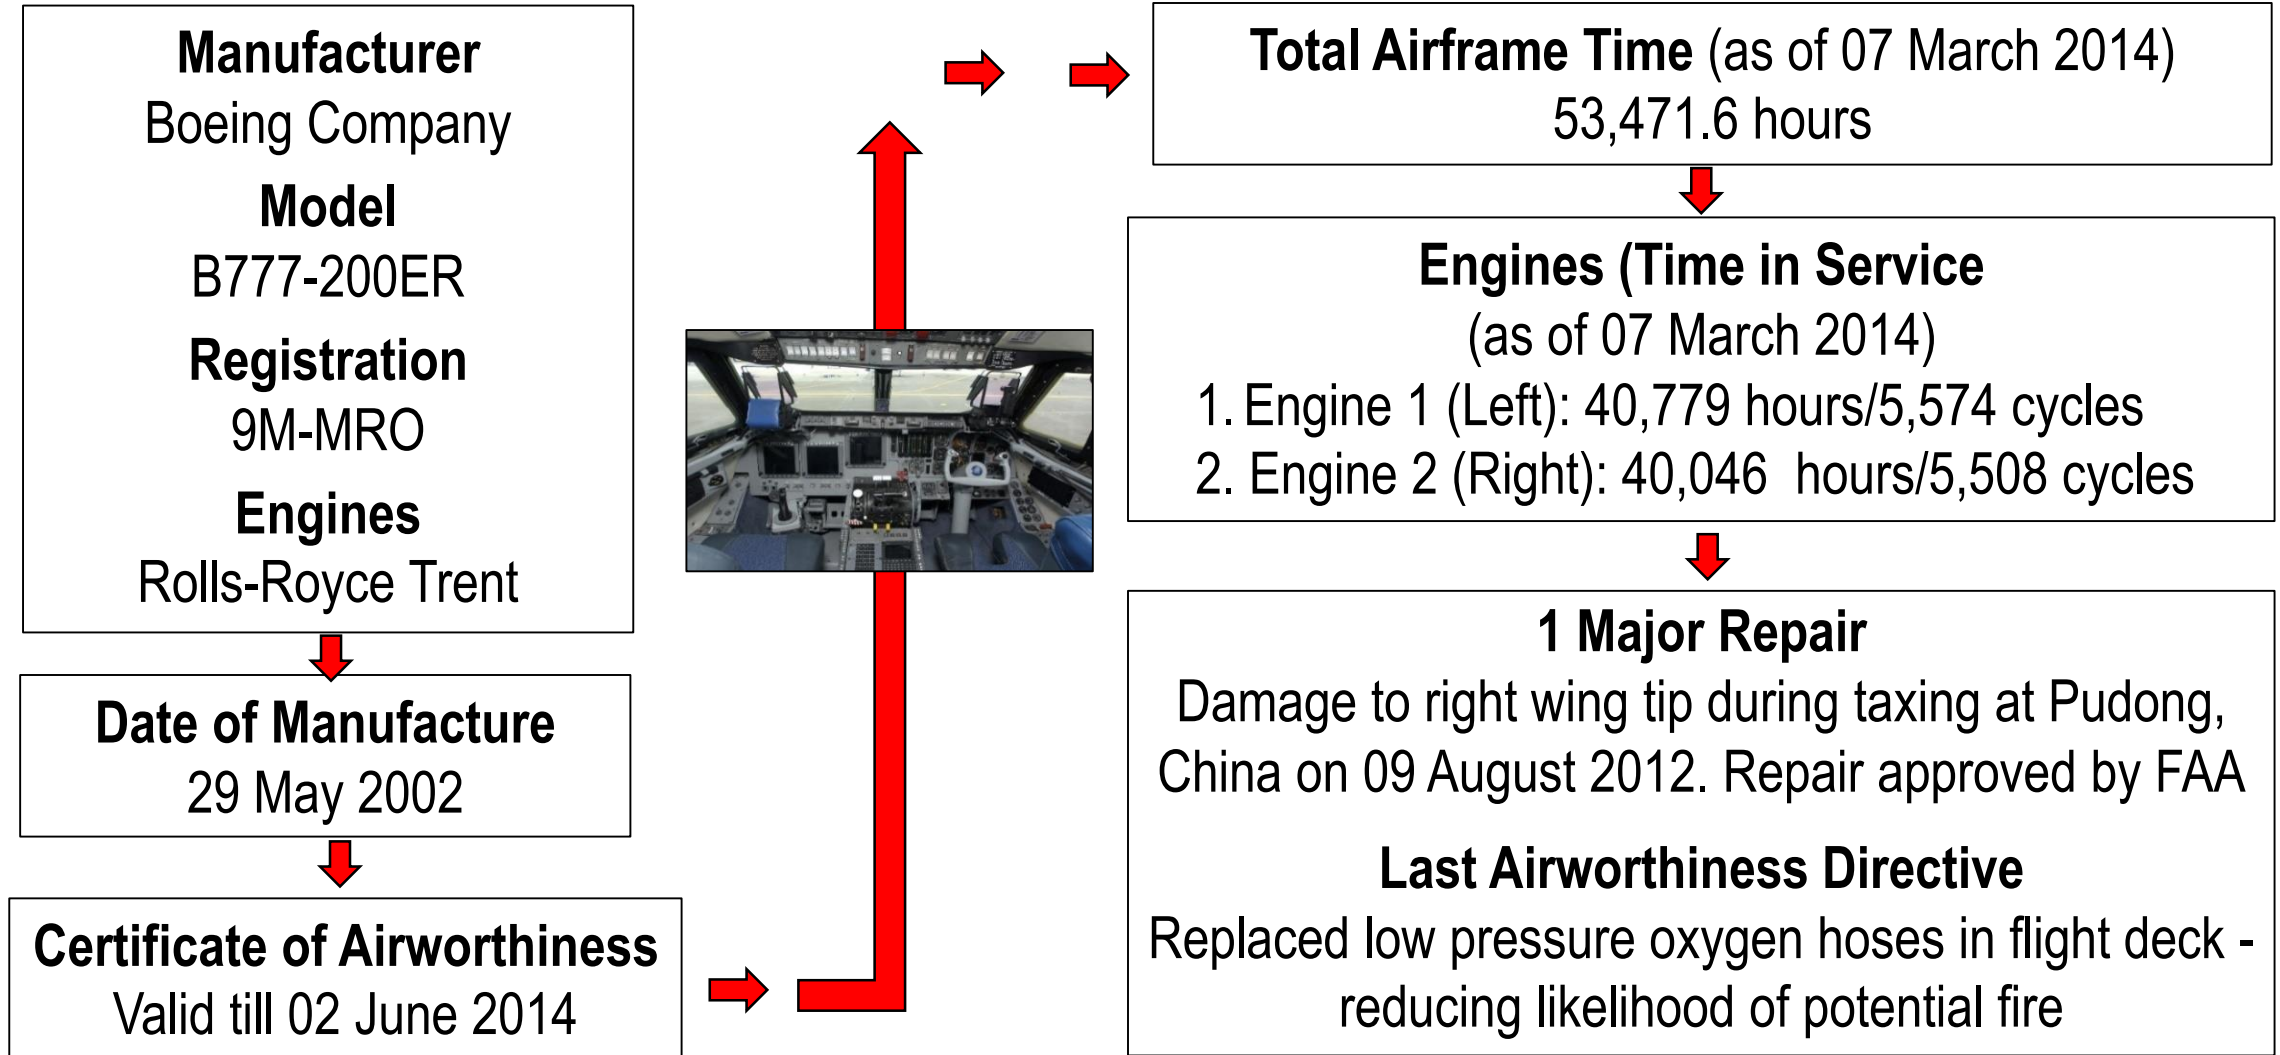 Manufacturer
Boeing Company
Model
B777-200ER
Registration
9M-MRO
Engines
Rolls-Royce Trent
Date of Manufacture
29 May 2002
Certificate of Airworthiness
Valid till 02 June 2014
Total Airframe Time (as of 07 March 2014)
53,471.6 hours
Engines (Time in Service
(as of 07 March 2014)
1. Engine 1 (Left): 40,779 hours/5,574 cycles
2. Engine 2 (Right): 40,046 hours/5,508 cycles
1 Major Repair
Damage to right wing tip during taxing at Pudong,
China on 09 August 2012. Repair approved by FAA
Last Airworthiness Directive
Replaced low pressure oxygen hoses in flight deck -
reducing likelihood of potential fire